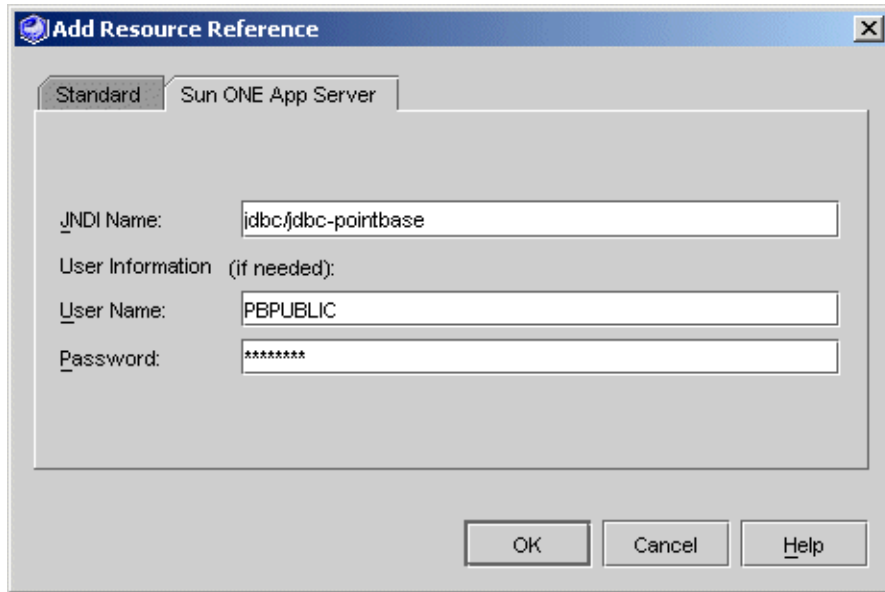 Add Resource Reference
Standard Sun ONE App Server
JNDI Name: jdbc/jdbc-pointbase
User Information (if needed):
User Name: PBPUBLIC
Password: ********
OK Cancel Help